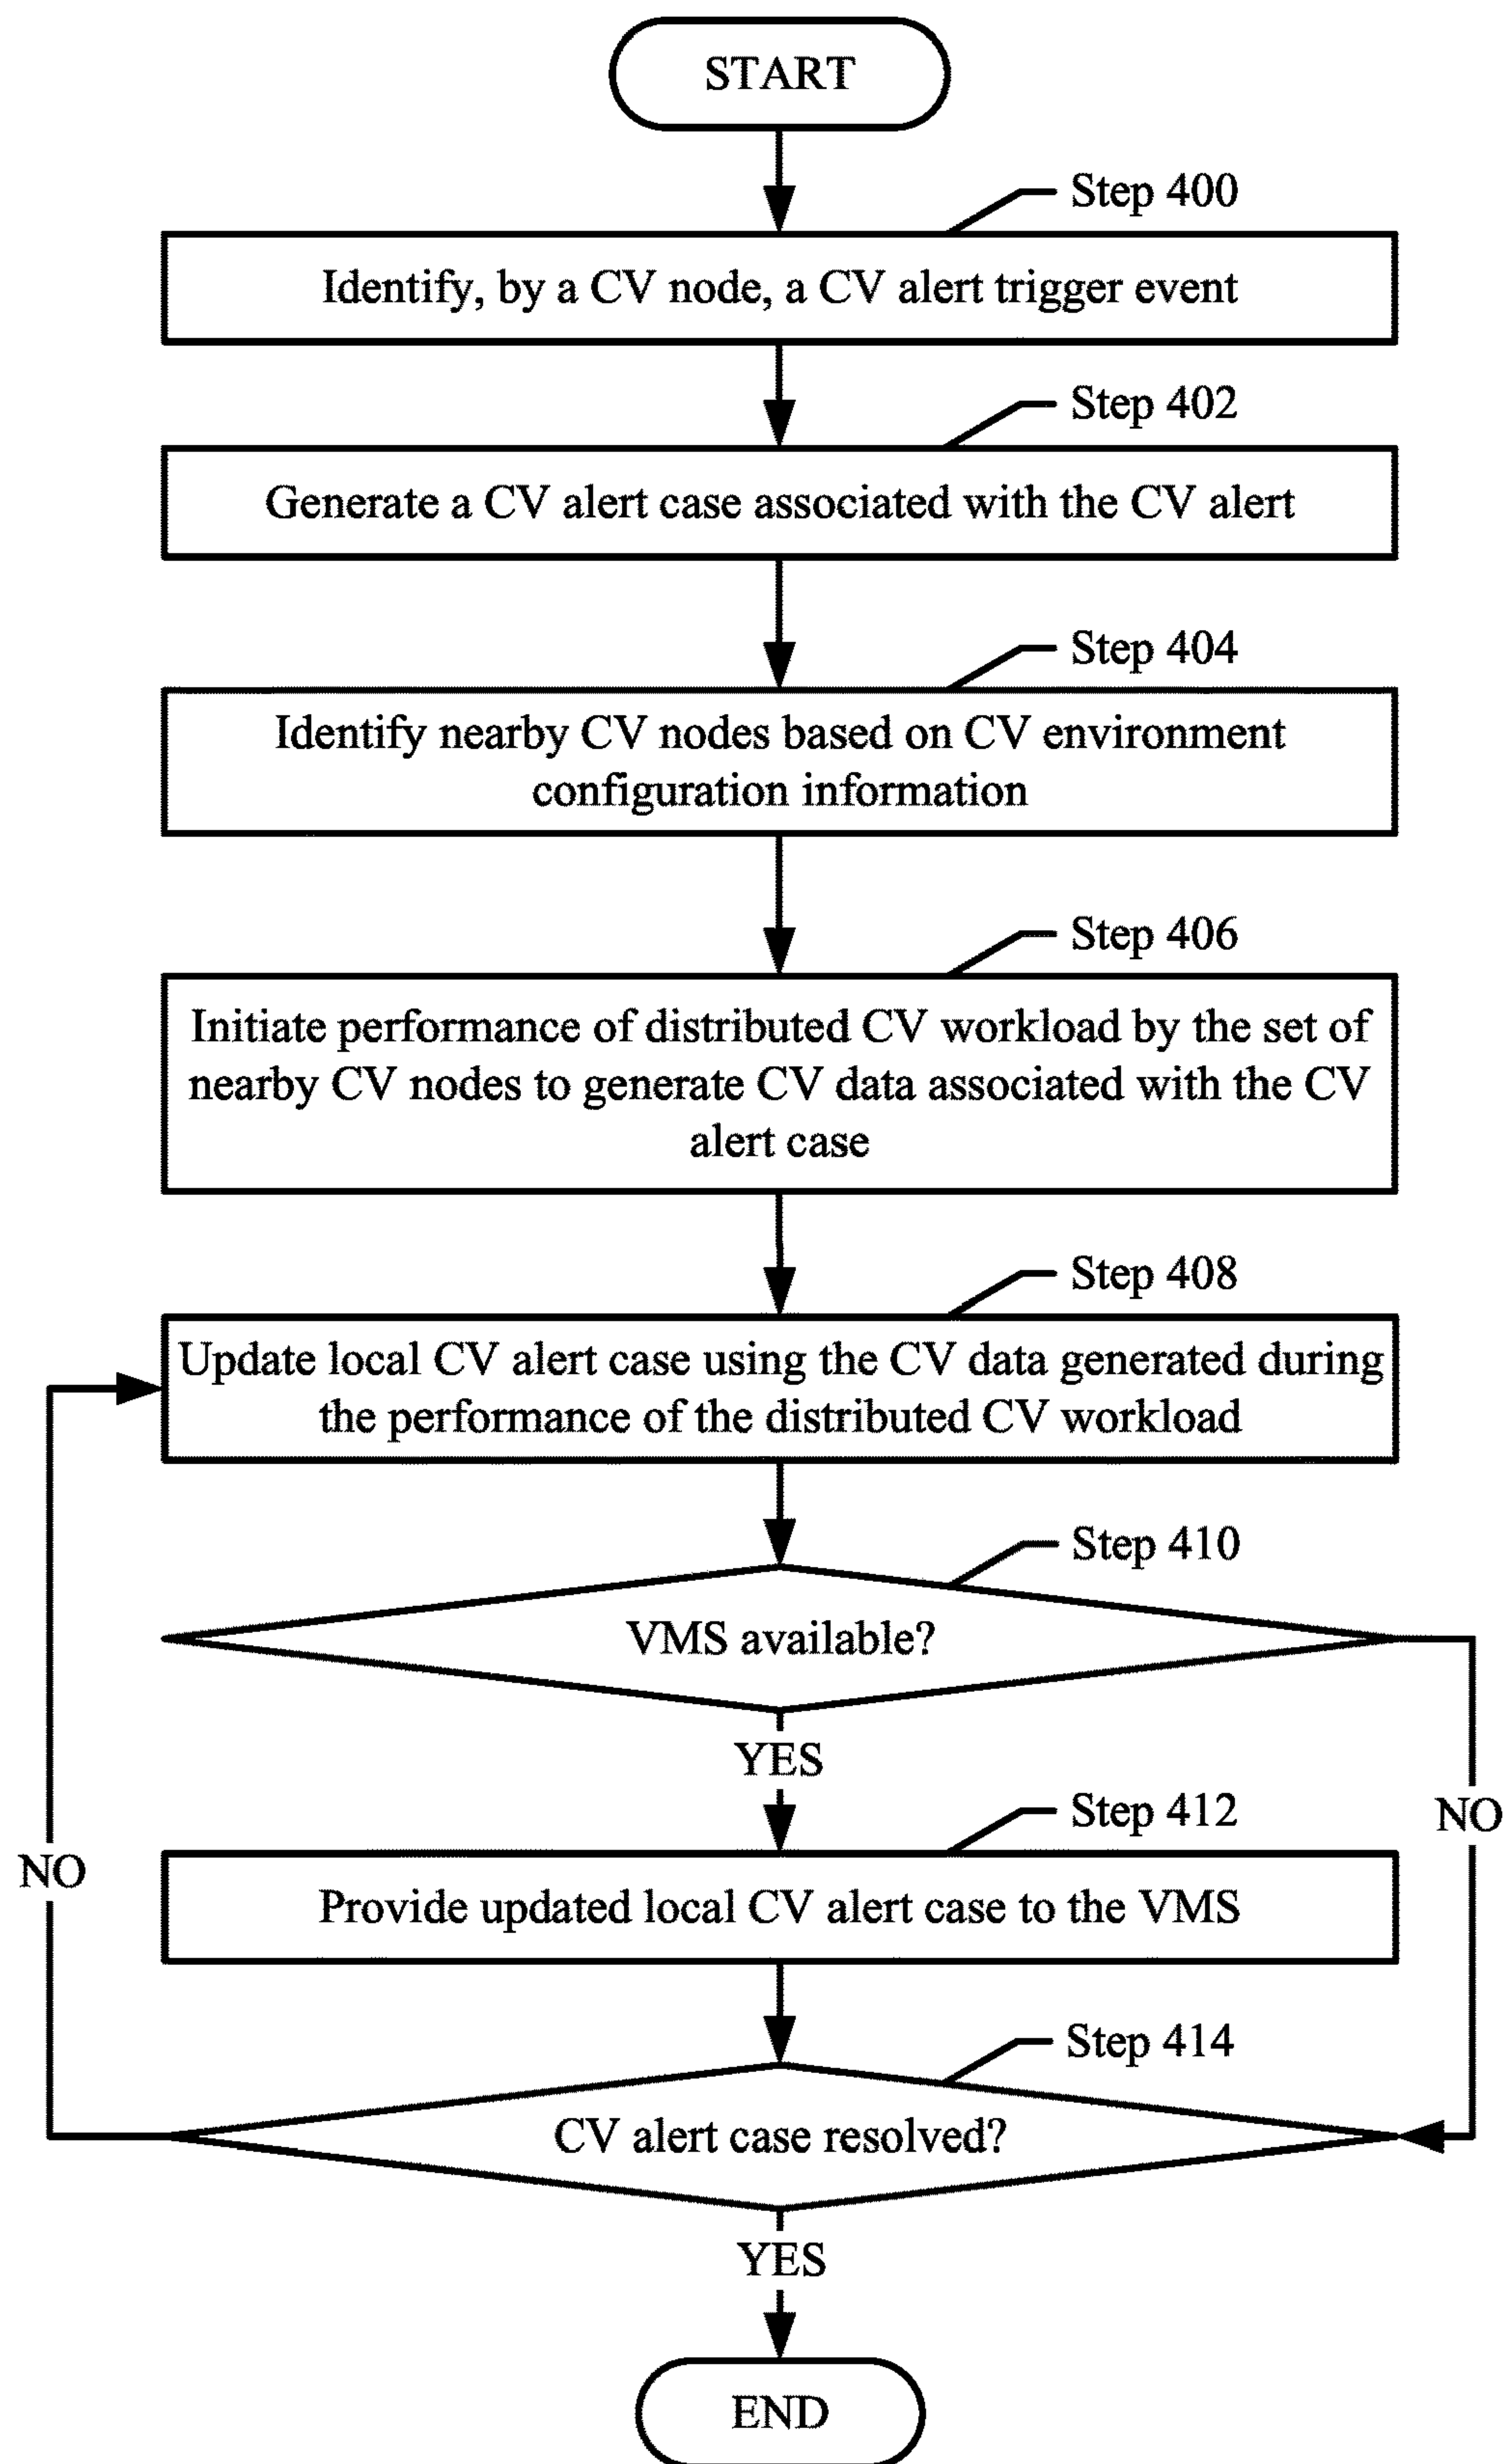 START
Step 400
Identify, by a CV node, a CV alert trigger event
Step 402
Generate a CV alert case associated with the CV alert
Step 404
Identify nearby CV nodes based on CV environment
configuration information
Step 406
Initiate performance of distributed CV workload by the set of
nearby CV nodes to generate CV data associated with the CV
alert case
Step 408
Update local CV alert case using the CV data generated during
the performance of the distributed CV workload
Step 410
VMS available?
YES
Step 412
NO
Provide updated local CV alert case to the VMS
NO
Step 414
CV alert case resolved?
YES
END